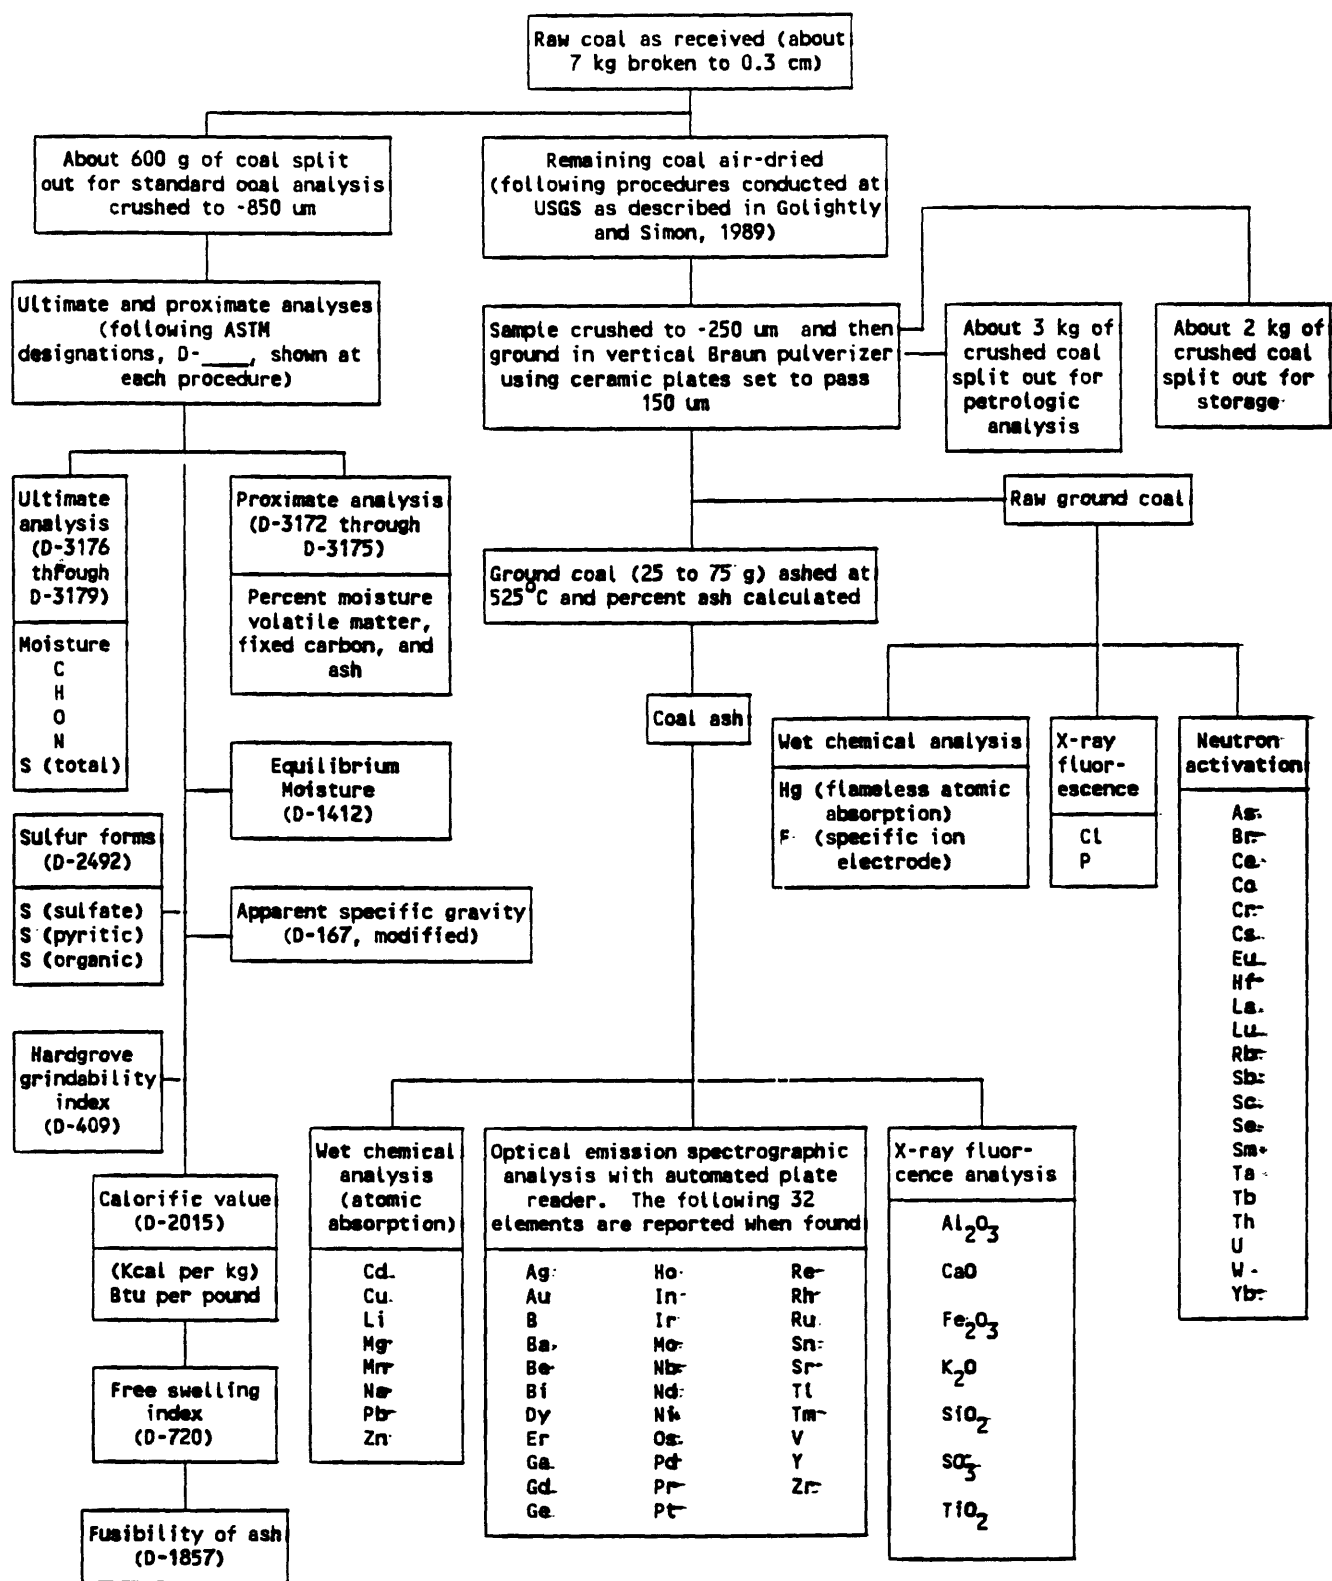 Raw coal as received (about
7 kg broken to 0.3 cm)
About 600 g of coal split
out for standard coal analysis
crushed to -850 um
Remaining coal air-dried
(following procedures conducted at
USGS as described in Golightly
and Simon, 1989)
Ultimate and proximate analyses
(following ASTM
designations, D-____, shown at
each procedure)
Sample crushed to -250 um and then
ground in vertical Braun pulverizer
using ceramic plates set to pass
150 um
About 3 kg of
crushed coal
split out for
petrologic
analysis
About 2 kg of
crushed coal
split out for
storage
Ultimate
analysis
(D-3176
through
D-3179)
Moisture
C
H
O
N
S (total)
Proximate analysis
(D-3172 through
D-3175)
Percent moisture
volatile matter,
fixed carbon, and
ash
Raw ground coal
Ground coal (25 to 75 g) ashed at
525°C and percent ash calculated
Coal ash
Wet chemical analysis
Hg (flameless atomic
absorption)
F (specific ion
electrode)
X-ray
fluor-
escence
Cl
P
Neutron
activation
As
Br
Ce
Co
Cr
Cs
Eu
Hf
La
Lu
Rb
Sb
Sc
Se
Sm
Ta
Tb
Th
U
W
Yb
Equilibrium
Moisture
(D-1412)
Sulfur forms
(D-2492)
S (sulfate)
S (pyritic)
S (organic)
Apparent specific gravity
(D-167, modified)
Hardgrove
grindability
index
(D-409)
Calorific value
(D-2015)
(Kcal per kg)
Btu per pound
Free swelling
index
(D-720)
Fusibility of ash
(D-1857)
Wet chemical
analysis
(atomic
absorption)
Cd
Cu
Li
Mg
Mn
Na
Pb
Zn
Optical emission spectrographic
analysis with automated plate
reader. The following 32
elements are reported when found
Ag Ho Re
Au In Rh
B Ir Ru
Ba Mo Sn
Be Nb Sr
Bi Nd Tl
Dy Ni Tm
Er Os V
Ga Pd Y
Gd Pr Zr
Ge Pt
X-ray fluor-
cence analysis
Al2O3
CaO
Fe2O3
K2O
SiO2
SO3
TiO2